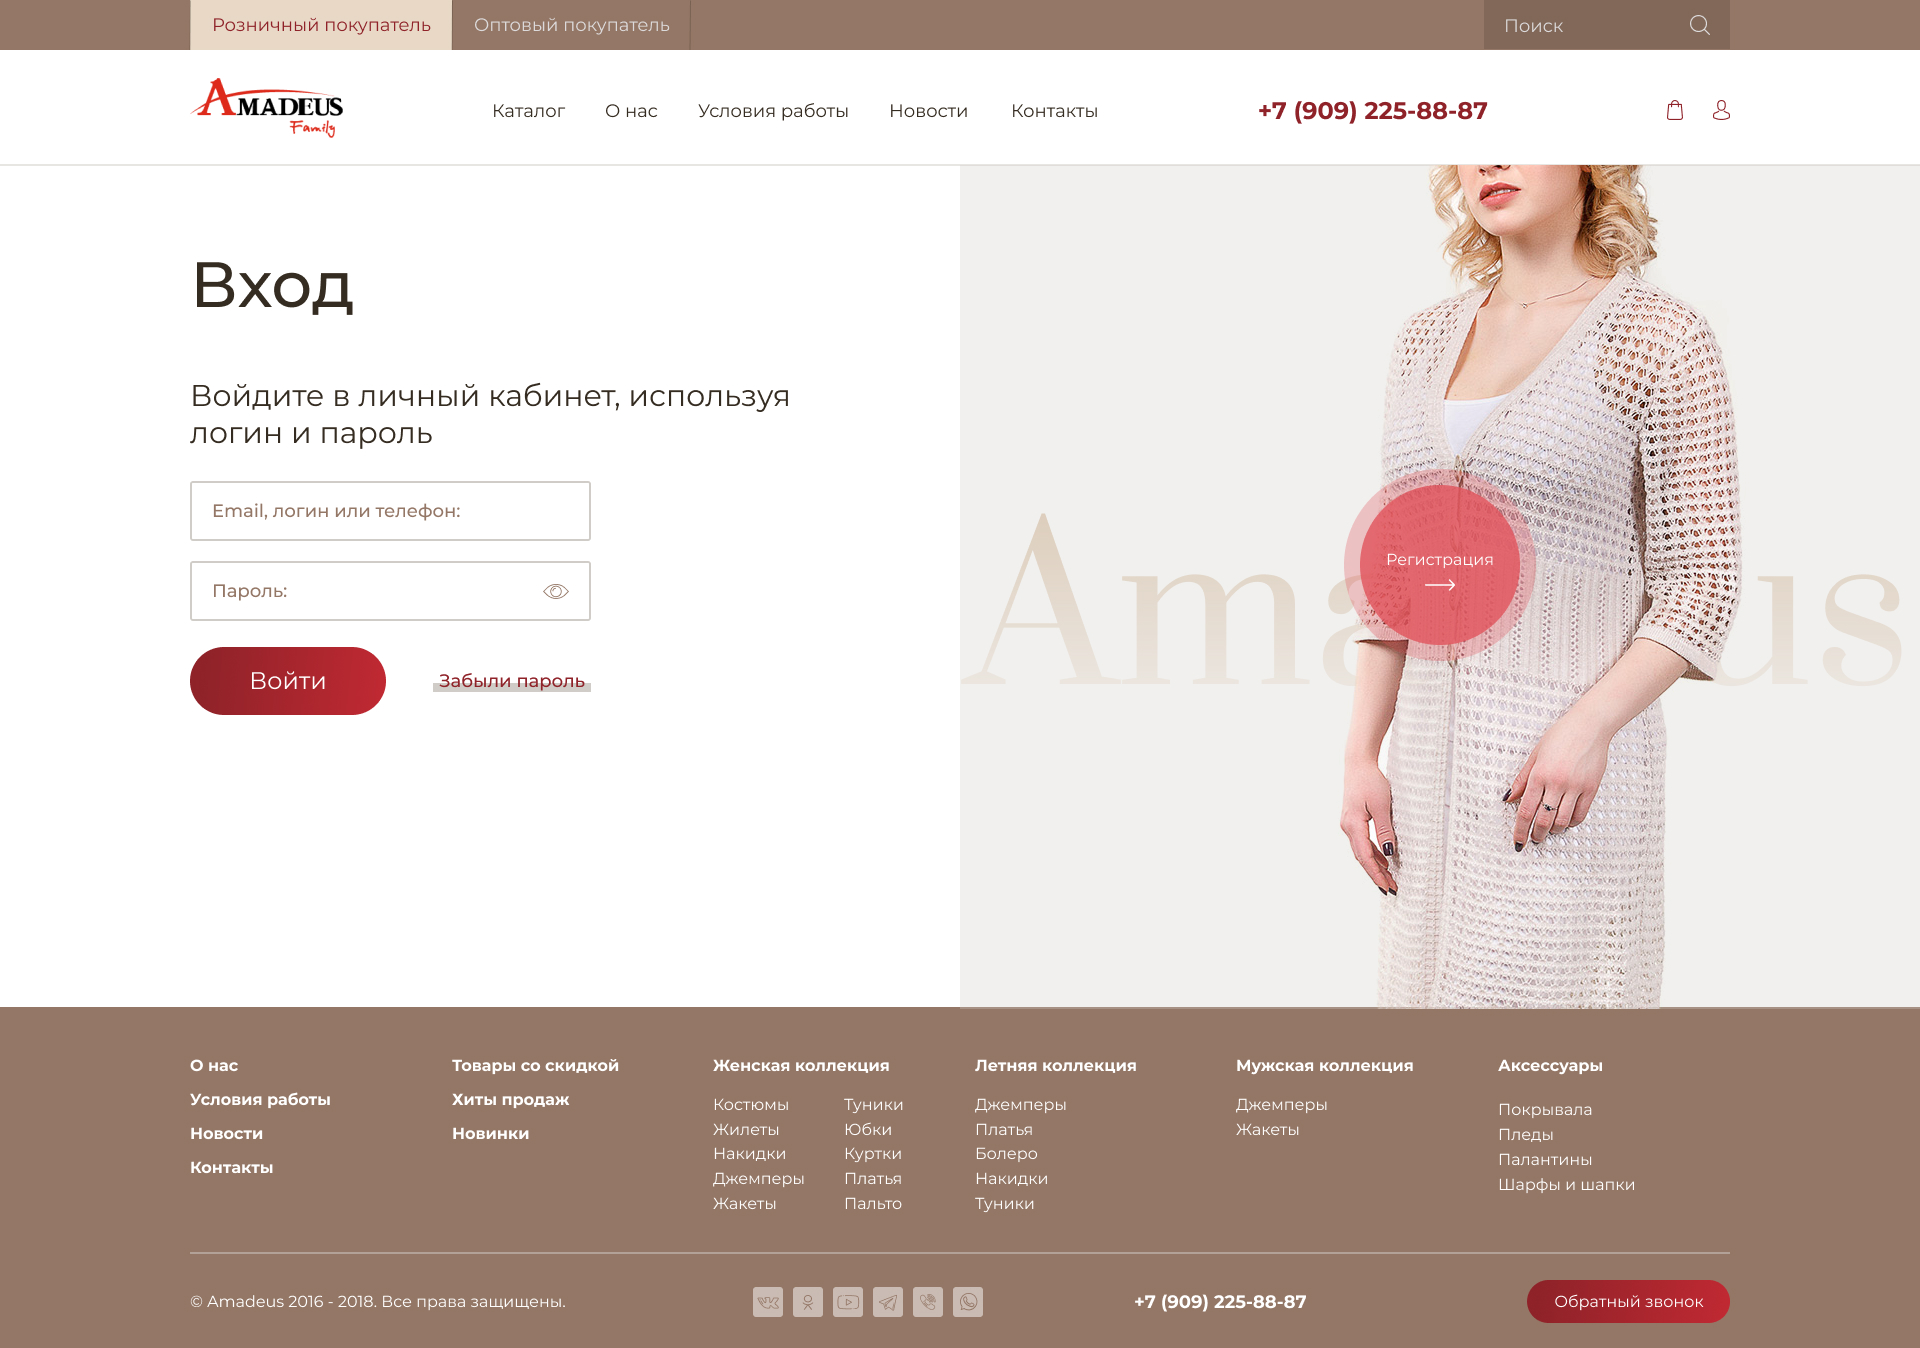 Розничный покупатель
Оптовый покупатель
Поиск
Amadeus
Family
Каталог
О нас
Условия работы
Новости
Контакты
+7 (909) 225-88-87
Вход
Войдите в личный кабинет, используя
логин и пароль
Email, логин или телефон:
Пароль:
Войти
Забыли пароль
Регистрация
О нас
Условия работы
Новости
Контакты
Товары со скидкой
Хиты продаж
Новинки
Женская коллекция
Костюмы
Жилеты
Накидки
Джемперы
Жакеты
Туники
Юбки
Куртки
Платья
Пальто
Летняя коллекция
Джемперы
Платья
Болеро
Накидки
Туники
Мужская коллекция
Джемперы
Жакеты
Аксессуары
Покрывала
Пледы
Палантины
Шарфы и шапки
© Amadeus 2016 - 2018. Все права защищены.
+7 (909) 225-88-87
Обратный звонок